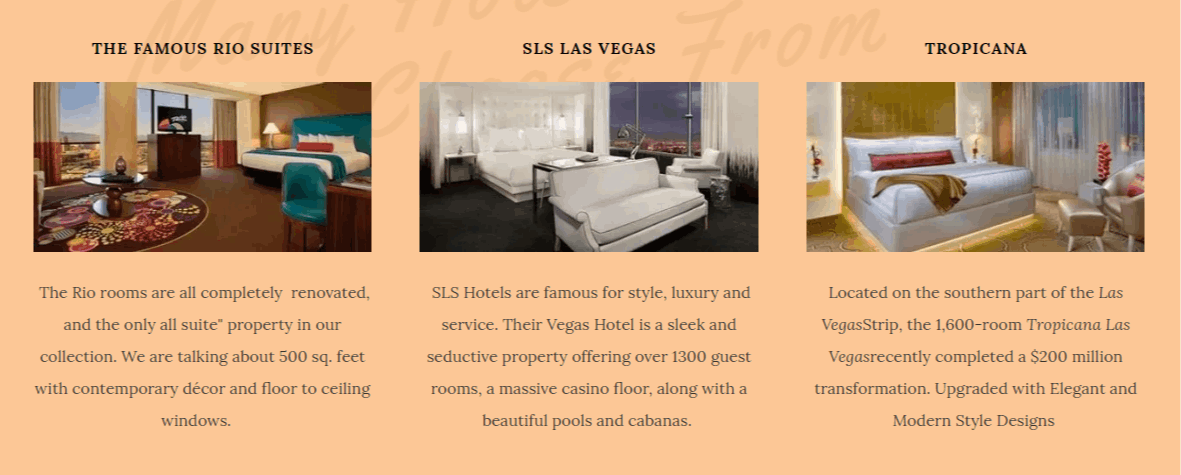 Many Hotels
Choose From
THE FAMOUS RIO SUITES
The Rio rooms are all completely  renovated,
and the only all suite" property in our
collection. We are talking about 500 sq. feet
with contemporary décor and floor to ceiling
windows.
SLS LAS VEGAS
SLS Hotels are famous for style, luxury and
service. Their Vegas Hotel is a sleek and
seductive property offering over 1300 guest
rooms, a massive casino floor, along with a
beautiful pools and cabanas.
TROPICANA
Located on the southern part of the Las
VegasStrip, the 1,600-room Tropicana Las
Vegasrecently completed a $200 million
transformation. Upgraded with Elegant and
Modern Style Designs